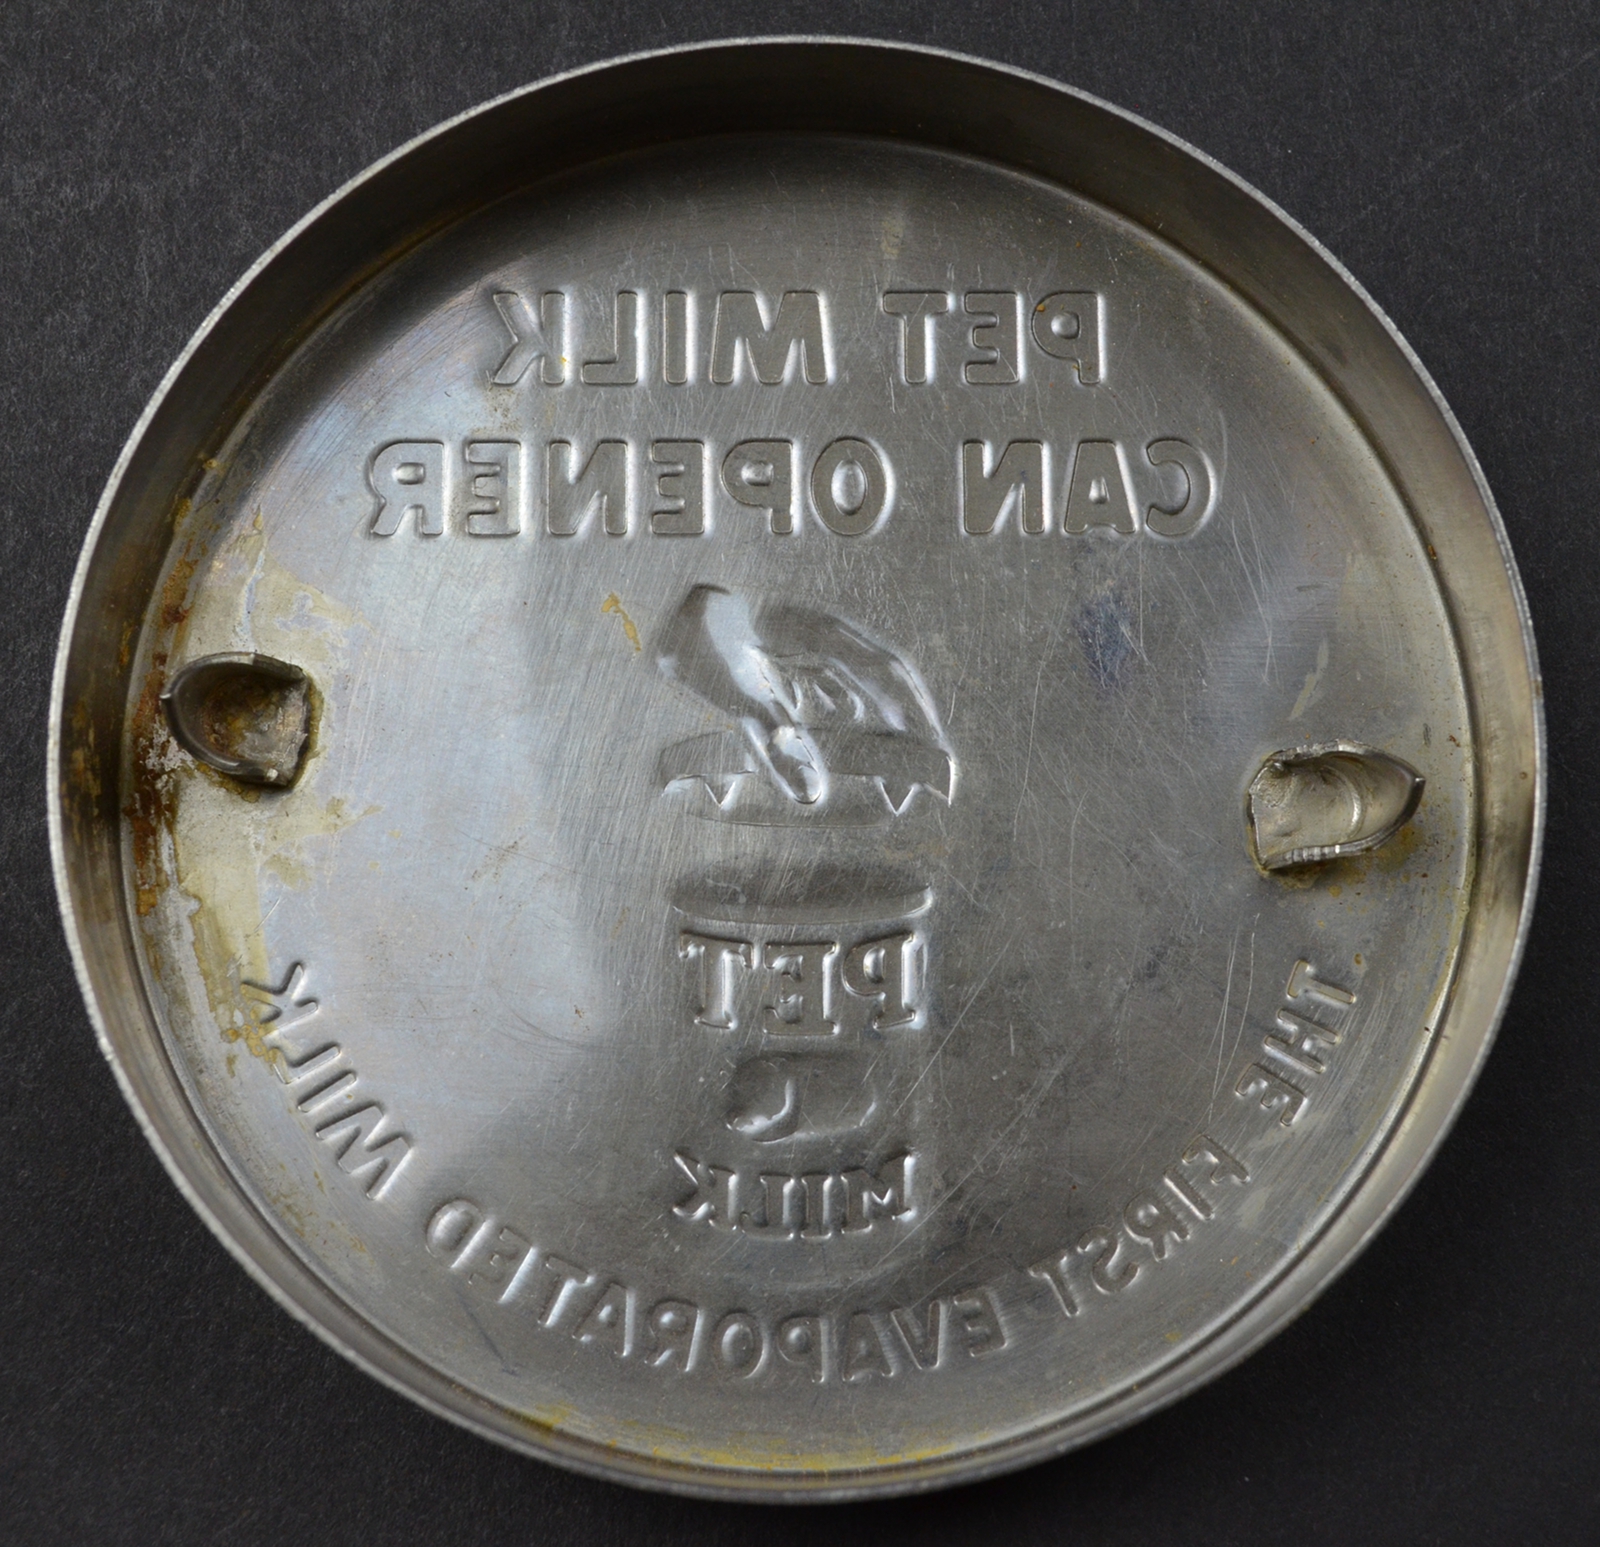 PET MILK
CAN OPENER
PET
MILK
THE FIRST EVAPORATED MILK